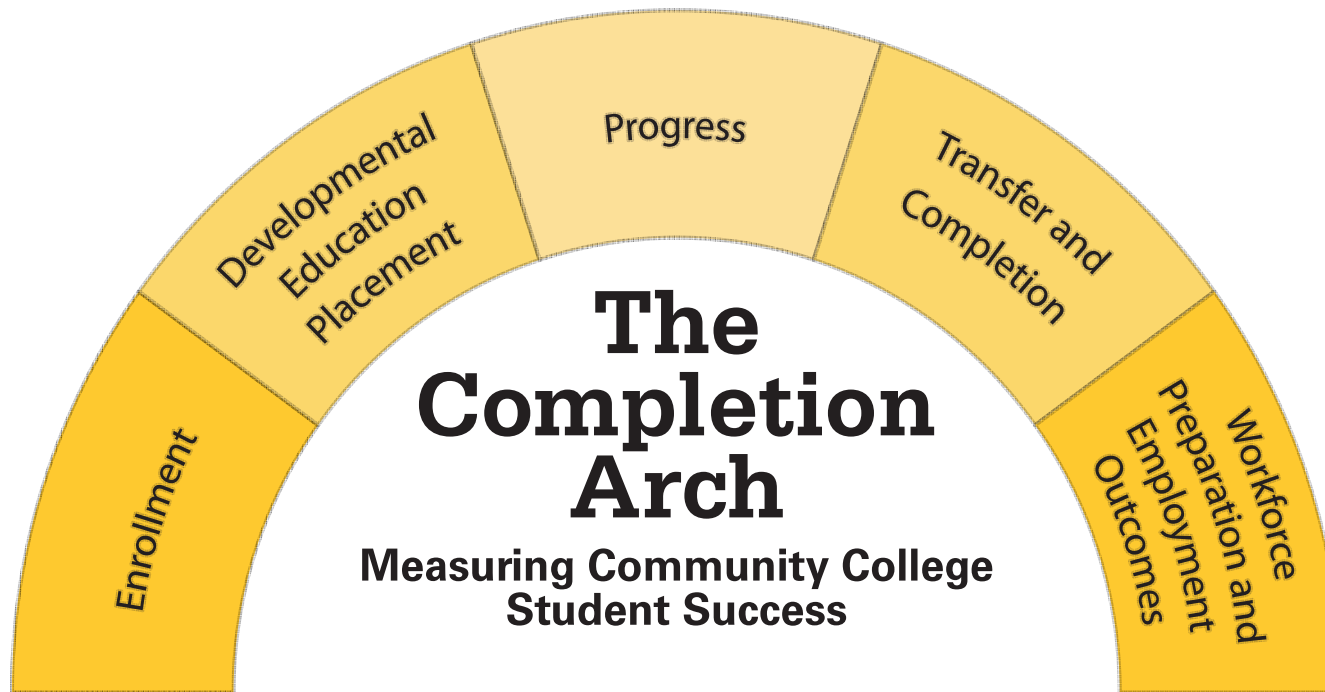 Enrollment
Developmental
Education
Placement
Progress
Transfer and
Completion
Workforce
Preparation and
Employment
Outcomes
The
Completion
Arch
Measuring Community College
Student Success